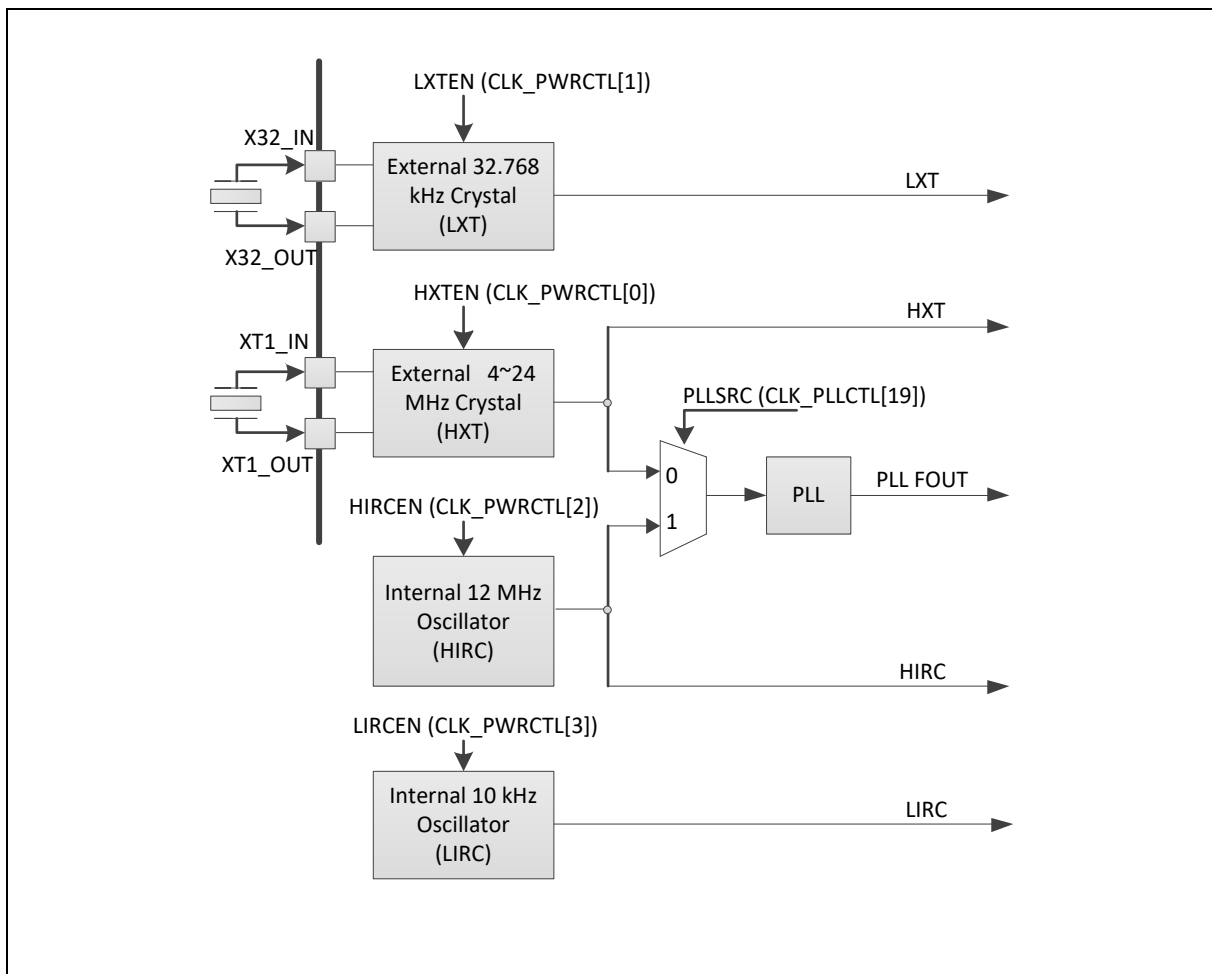 LXTEN (CLK_PWRCTL[1])
X32_IN
External 32.768
kHz Crystal
(LXT)
LXT
X32_OUT
HXTEN (CLK_PWRCTL[0])
HXT
XT1_IN
External 4~24
MHz Crystal
(HXT)
PLLSRC (CLK_PLLCTL[19])
XT1_OUT
0
PLL
PLL FOUT
HIRCEN (CLK_PWRCTL[2])
1
Internal 12 MHz
Oscillator
(HIRC)
HIRC
LIRCEN (CLK_PWRCTL[3])
Internal 10 kHz
Oscillator
(LIRC)
LIRC